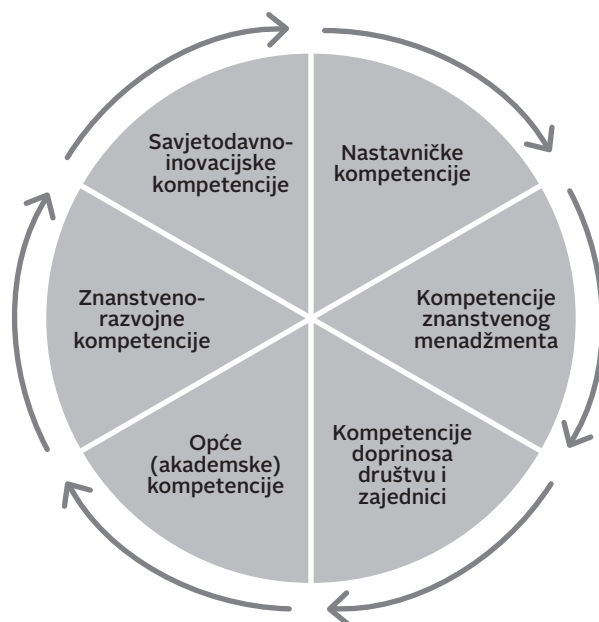 Savjetodavno-
inovacijske
kompetencije
Nastavničke
kompetencije
Kompetencije
znanstvenog
menadžmenta
Kompetencije
doprinosa
društvu i
zajednici
Opće
(akademske)
kompetencije
Znanstveno-
razvojne
kompetencije